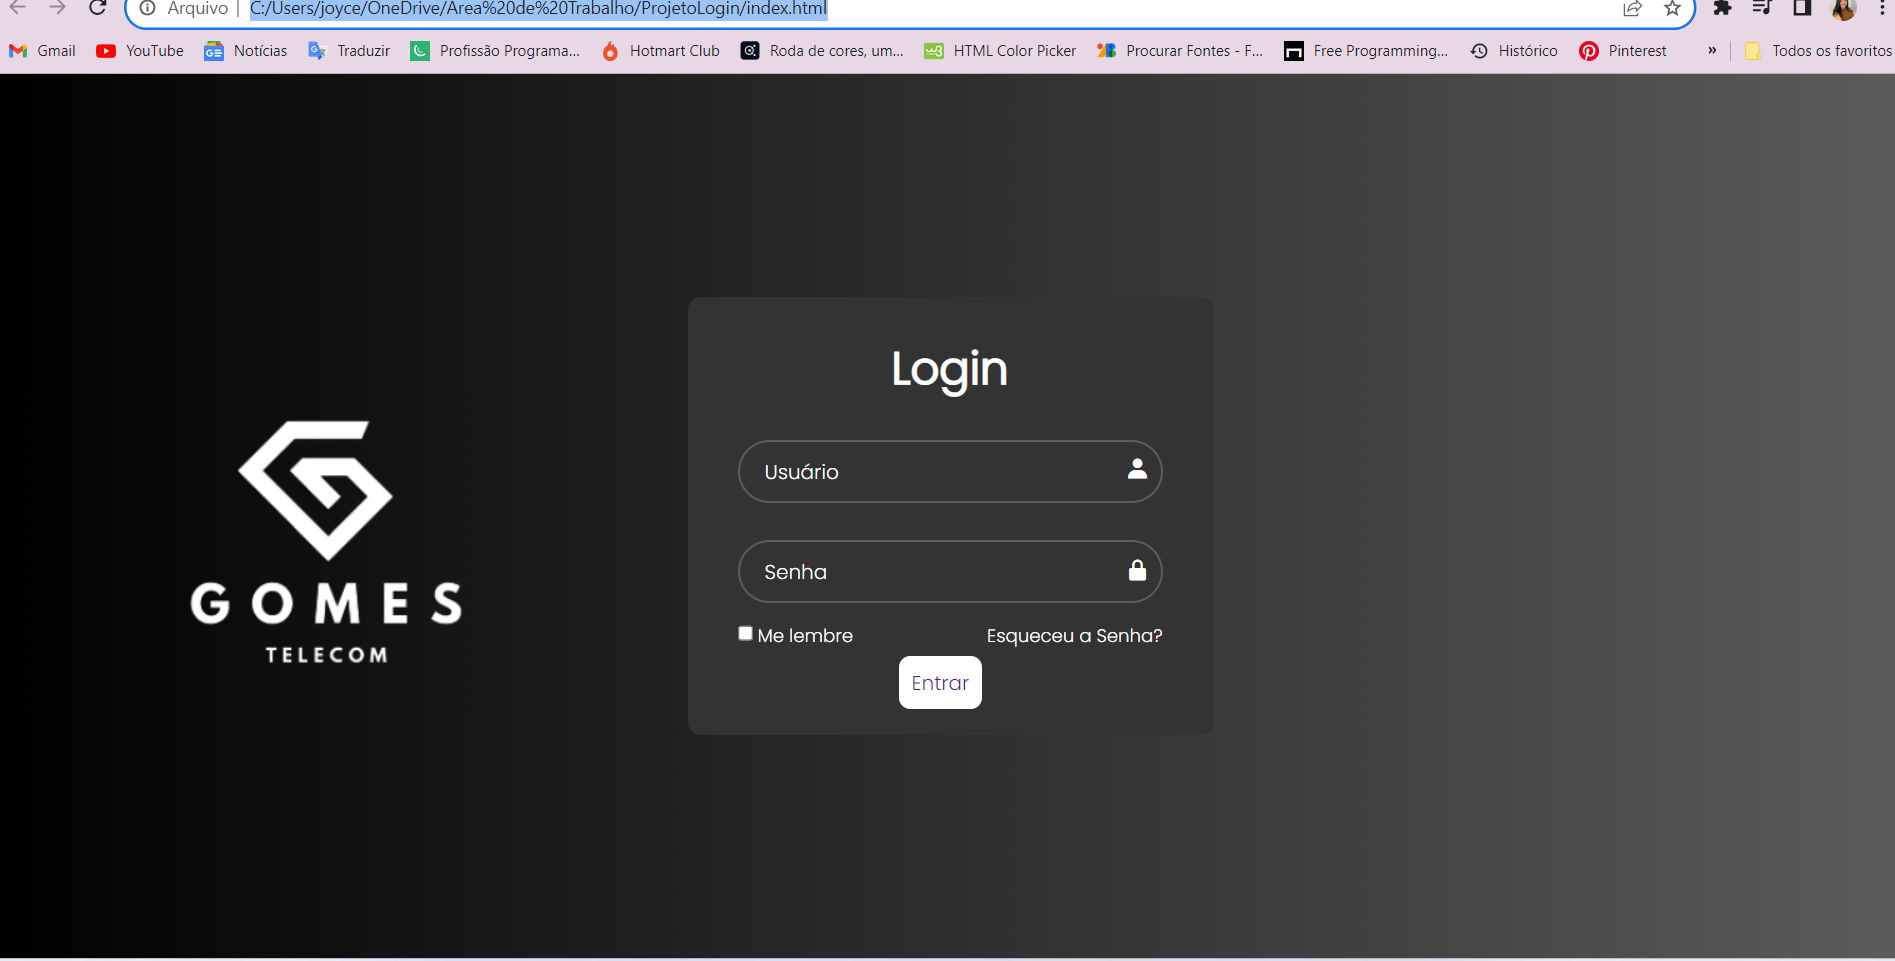 Arquivo | C:/Users/joyce/OneDrive/Area%20de%20Trabalho/ProjetoLogin/index.html
Gmail YouTube Notícias Traduzir Profissão Programa... Hotmart Club Roda de cores, um... HTML Color Picker Procurar Fontes - F... Free Programming... Histórico Pinterest » Todos os favoritos
Login
Usuário
Senha
Me lembre Esqueceu a Senha?
Entrar
GOMES
TELECOM